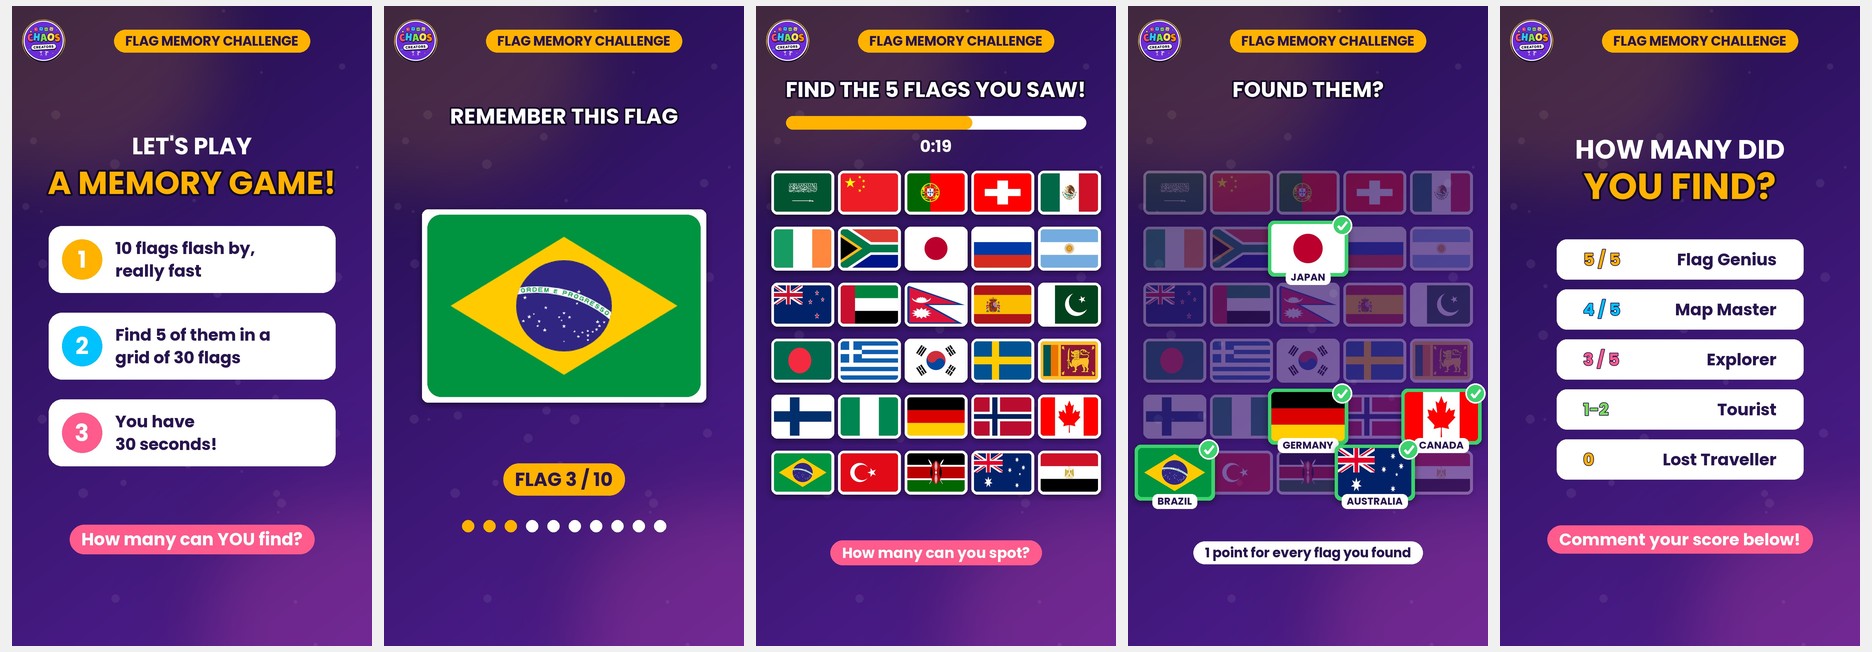 CHAOS
CREATORS
FLAG MEMORY CHALLENGE
LET'S PLAY
A MEMORY GAME!
1
10 flags flash by,
really fast
2
Find 5 of them in a
grid of 30 flags
3
You have
30 seconds!
How many can YOU find?
CHAOS
CREATORS
FLAG MEMORY CHALLENGE
REMEMBER THIS FLAG
ORDEM E PROGRESSO
FLAG 3 / 10
CHAOS
CREATORS
FLAG MEMORY CHALLENGE
FIND THE 5 FLAGS YOU SAW!
0:19
How many can you spot?
CHAOS
CREATORS
FLAG MEMORY CHALLENGE
FOUND THEM?
JAPAN
GERMANY
CANADA
BRAZIL
AUSTRALIA
1 point for every flag you found
CHAOS
CREATORS
FLAG MEMORY CHALLENGE
HOW MANY DID
YOU FIND?
5 / 5 Flag Genius
4 / 5 Map Master
3 / 5 Explorer
1-2 Tourist
0 Lost Traveller
Comment your score below!